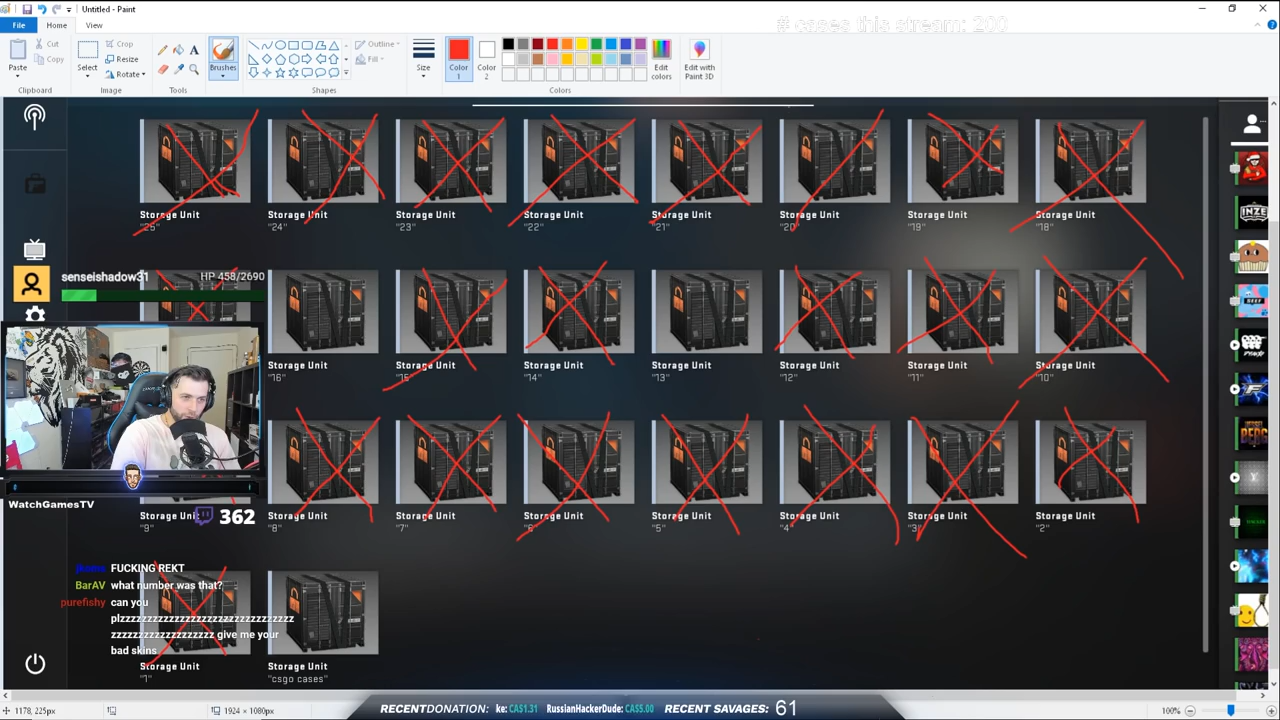 Untitled - Paint
# cases this stream: 200
File
Home
View
Paste
Cut
Copy
Clipboard
Select
Crop
Resize
Rotate
Image
Tools
Brushes
Shapes
Outline
Fill
Size
Color
1
Color
2
Edit
colors
Edit with
Paint 3D
Colors
Storage Unit
"25"
Storage Unit
"24"
Storage Unit
"23"
Storage Unit
"22"
Storage Unit
"21"
Storage Unit
"20"
Storage Unit
"19"
Storage Unit
"18"
senseishadow31
HP 458/2690
Storage Unit
"16"
Storage Unit
"15"
Storage Unit
"14"
Storage Unit
"13"
Storage Unit
"12"
Storage Unit
"11"
Storage Unit
"10"
WatchGamesTV
362
Storage Unit
"9"
Storage Unit
"8"
Storage Unit
"7"
Storage Unit
"6"
Storage Unit
"5"
Storage Unit
"4"
Storage Unit
"3"
Storage Unit
"2"
FUCKING REKT
BarAV what number was that?
purefishy can you
plzzzzzzzzzzzzzzzzzzzzzzzzzzzzzzzz
zzzzzzzzzzzzzzzzzzz give me your
bad skins
Storage Unit
"1"
Storage Unit
"csgo cases"
INZE
RECENT DONATION: ke: CA$1.31 RussianHackerDude: CA$5.00 RECENT SAVAGES: 61
1178, 225px
1924 × 1080px
100%